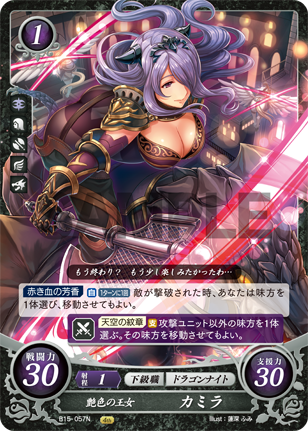 1
SAMPLE
もう終わり? もう少し楽しみたかったわ…
赤き血の芳香 自 1ターンに1回 敵が撃破された時、あなたは味方を
1体選び、移動させてもよい。
天空の紋章 攻 攻撃ユニット以外の味方を1体
選ぶ。その味方を移動させてもよい。
戦闘力
30
射程 1 下級職 ドラゴンナイト
支援力
30
艶色の王女 カミラ
B15-057N
Illust:蓮深 ふみ